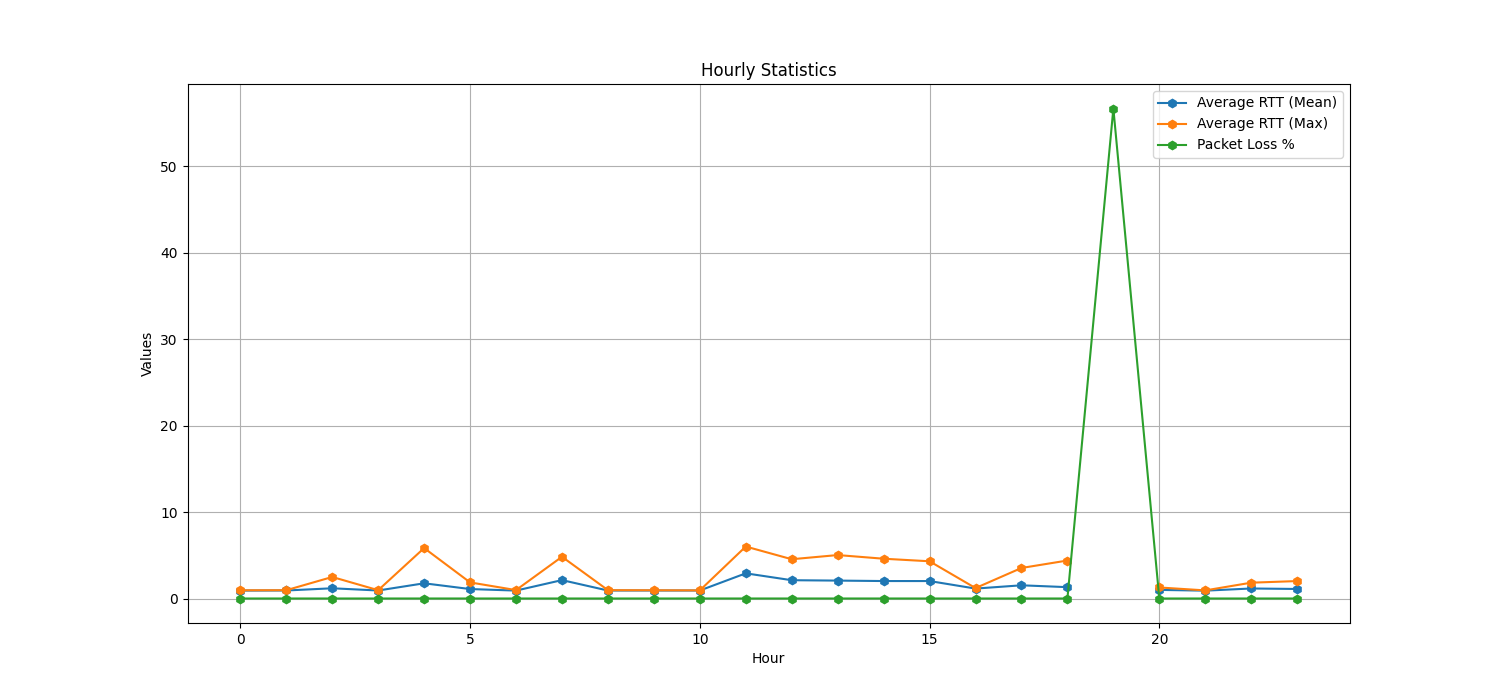 Hourly Statistics
Average RTT (Mean)
Average RTT (Max)
Packet Loss %
50
40
30
20
10
0
Values
0 5 10 15 20
Hour